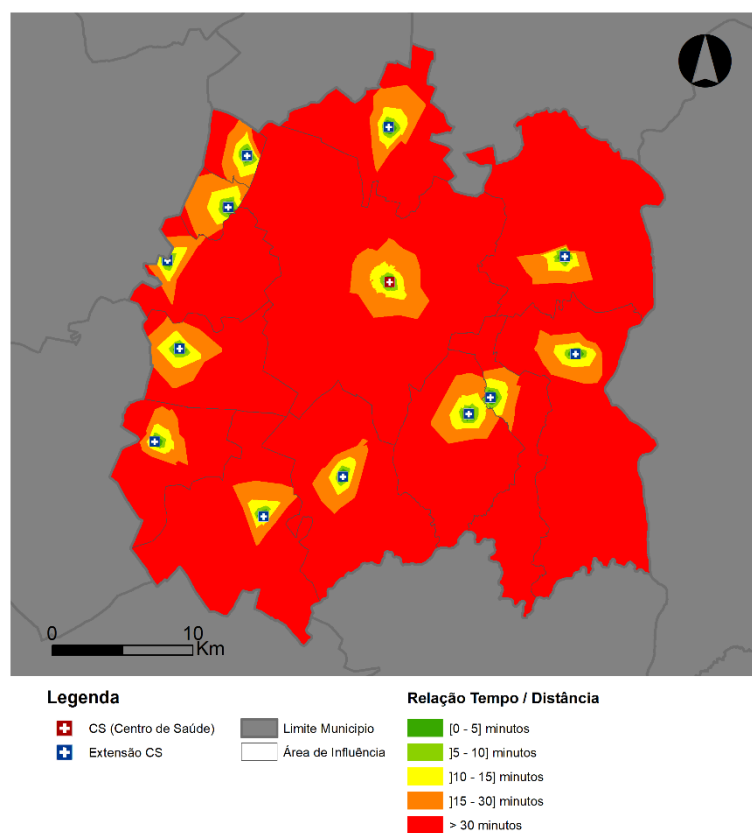 0 10
Km
Legenda
CS (Centro de Saúde)
Extensão CS
Limite Municipio
Área de Influência
Relação Tempo / Distância
[0 - 5] minutos
]5 - 10] minutos
]10 - 15] minutos
]15 - 30] minutos
> 30 minutos